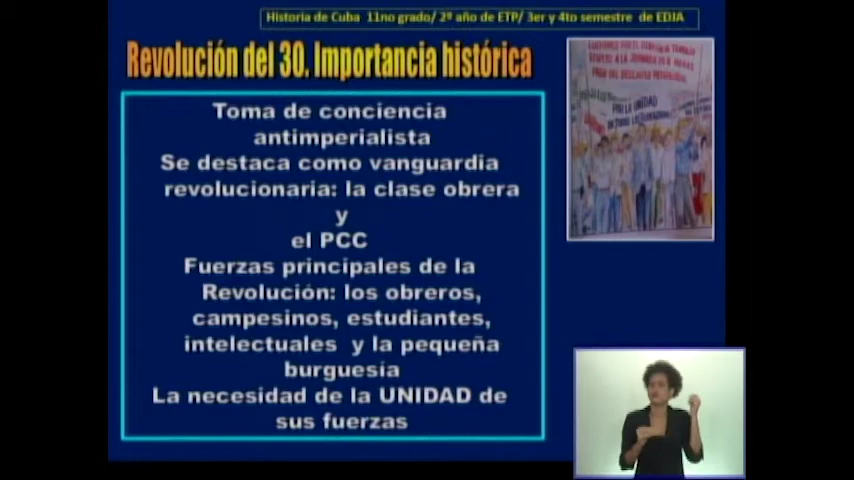 Historia de Cuba 11no grado/ 2º año de ETP/ 3er y 4to semestre de EDJA
Revolución del 30. Importancia histórica
Toma de conciencia
antimperialista
Se destaca como vanguardia
revolucionaria: la clase obrera
y
el PCC
Fuerzas principales de la
Revolución: los obreros,
campesinos, estudiantes,
intelectuales y la pequeña
burguesía
La necesidad de la UNIDAD de
sus fuerzas
POR LA UNIDAD